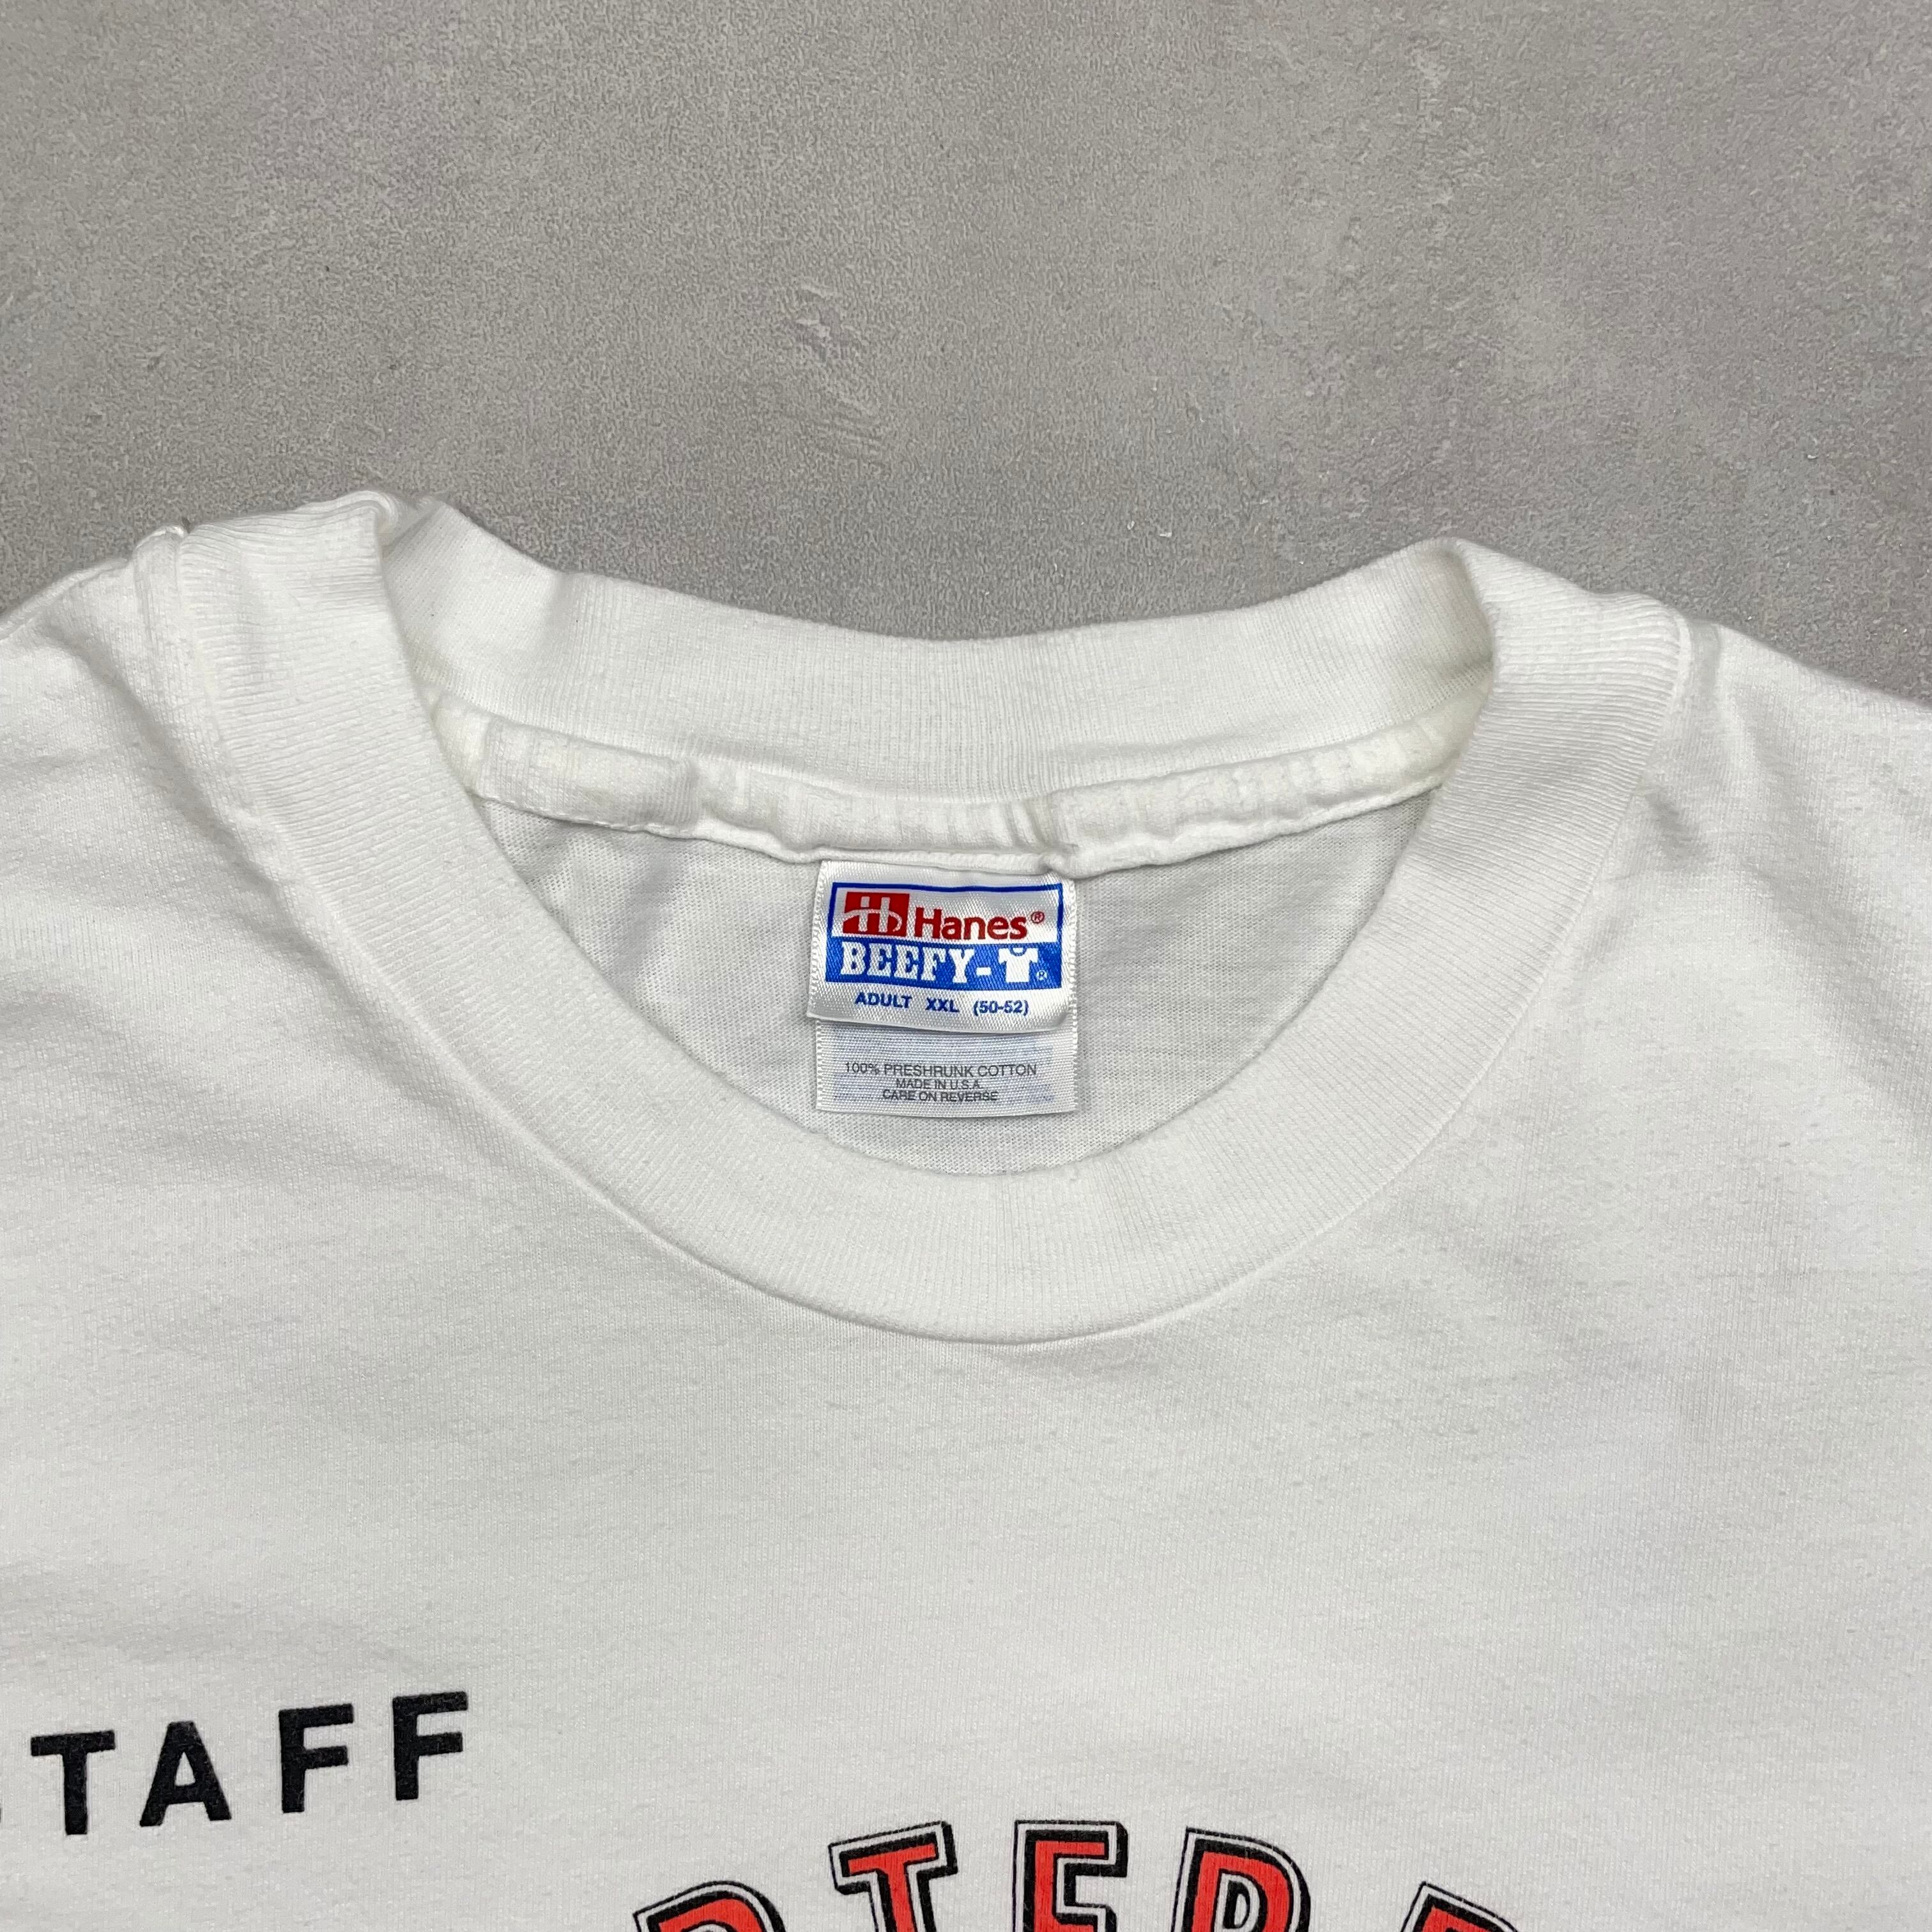 Hanes®
BEEFY-T®
ADULT XXL (50-52)
100% PRESHRUNK COTTON
MADE IN U.S.A.
CARE ON REVERSE
TAFF